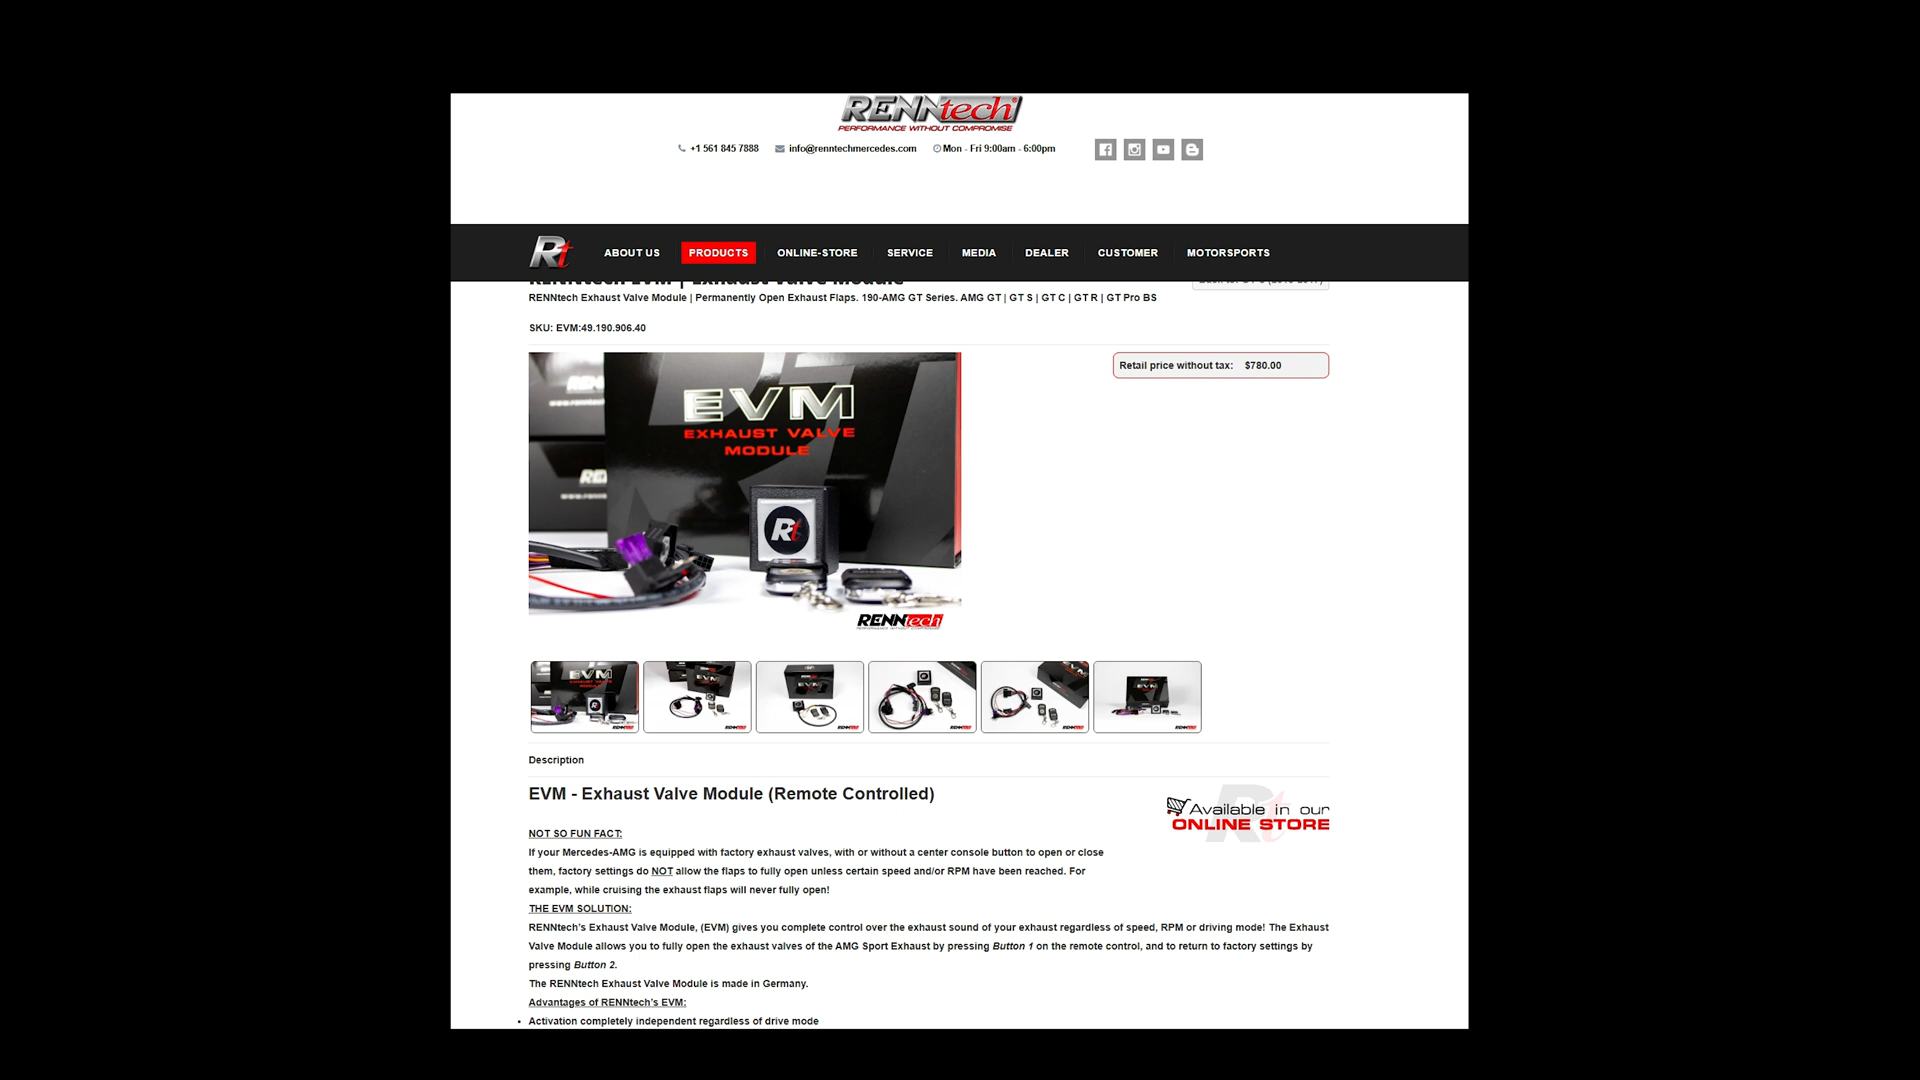 RENNtech®
PERFORMANCE WITHOUT COMPROMISE
+1 561 845 7888 info@renntechmercedes.com Mon - Fri 9:00am - 6:00pm
Rt ABOUT US PRODUCTS ONLINE-STORE SERVICE MEDIA DEALER CUSTOMER MOTORSPORTS
RENNtech EVM | Exhaust Valve Module
RENNtech Exhaust Valve Module | Permanently Open Exhaust Flaps. 190-AMG GT Series. AMG GT | GT S | GT C | GT R | GT Pro BS
SKU: EVM:49.190.906.40
Retail price without tax: $780.00
EVM
EXHAUST VALVE
MODULE
Rt
RENNtech
PERFORMANCE WITHOUT COMPROMISE
Description
EVM - Exhaust Valve Module (Remote Controlled)
Available in our
ONLINE STORE
NOT SO FUN FACT:
If your Mercedes-AMG is equipped with factory exhaust valves, with or without a center console button to open or close
them, factory settings do NOT allow the flaps to fully open unless certain speed and/or RPM have been reached. For
example, while cruising the exhaust flaps will never fully open!
THE EVM SOLUTION:
RENNtech's Exhaust Valve Module, (EVM) gives you complete control over the exhaust sound of your exhaust regardless of speed, RPM or driving mode! The Exhaust
Valve Module allows you to fully open the exhaust valves of the AMG Sport Exhaust by pressing Button 1 on the remote control, and to return to factory settings by
pressing Button 2.
The RENNtech Exhaust Valve Module is made in Germany.
Advantages of RENNtech's EVM:
• Activation completely independent regardless of drive mode